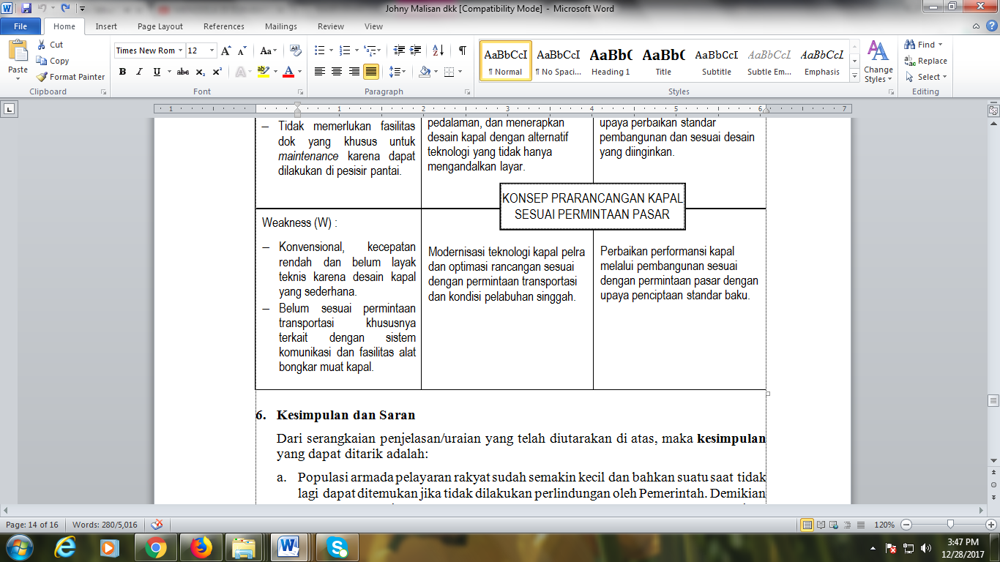 Johny Malisan dkk [Compatibility Mode] - Microsoft Word
File Home Insert Page Layout References Mailings Review View
Paste
Cut
Copy
Format Painter
Clipboard
Times New Rom 12
Font
Paragraph
AaBbCcI
¶ Normal
AaBbCcI
¶ No Spaci...
AaBbC
Heading 1
AaBbC
Title
AaBbCcI
Subtitle
AaBbCcI
Subtle Em...
AaBbCcI
Emphasis
Change
Styles
Styles
Find
Replace
Select
Editing
1 1 2 3 4 5 6 7
– Tidak memerlukan fasilitas
dok yang khusus untuk
maintenance karena dapat
dilakukan di pesisir pantai.
pedalaman, dan menerapkan
desain kapal dengan alternatif
teknologi yang tidak hanya
mengandalkan layar.
upaya perbaikan standar
pembangunan dan sesuai desain
yang diinginkan.
KONSEP PRARANCANGAN KAPAL
SESUAI PERMINTAAN PASAR
Weakness (W) :
– Konvensional, kecepatan
rendah dan belum layak
teknis karena desain kapal
yang sederhana.
– Belum sesuai permintaan
transportasi khususnya
terkait dengan sistem
komunikasi dan fasilitas alat
bongkar muat kapal.
Modernisasi teknologi kapal pelra
dan optimasi rancangan sesuai
dengan permintaan transportasi
dan kondisi pelabuhan singgah.
Perbaikan performansi kapal
melalui pembangunan sesuai
dengan permintaan pasar dengan
upaya penciptaan standar baku.
6. Kesimpulan dan Saran
Dari serangkaian penjelasan/uraian yang telah diutarakan di atas, maka kesimpulan
yang dapat ditarik adalah:
a. Populasi armada pelayaran rakyat sudah semakin kecil dan bahkan suatu saat tidak
lagi dapat ditemukan jika tidak dilakukan perlindungan oleh Pemerintah. Demikian
Page: 14 of 16 Words: 280/5,016 120%
3:47 PM
12/28/2017